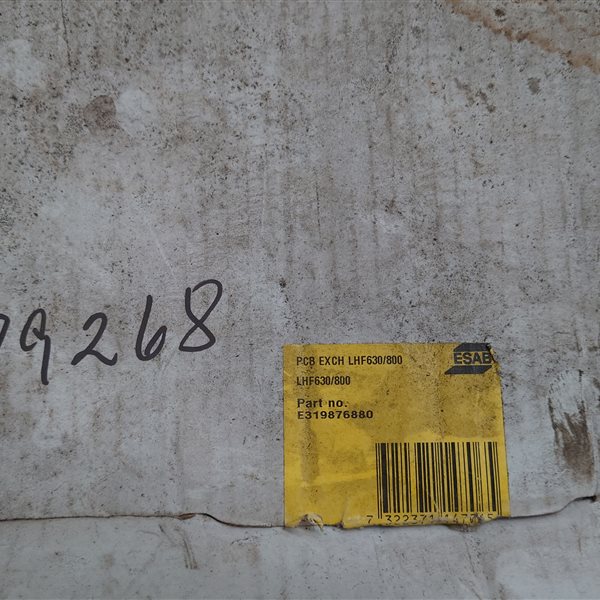 PCB EXCH LHF630/800
ESAB
LHF630/800
Part no.
E319876880
9268